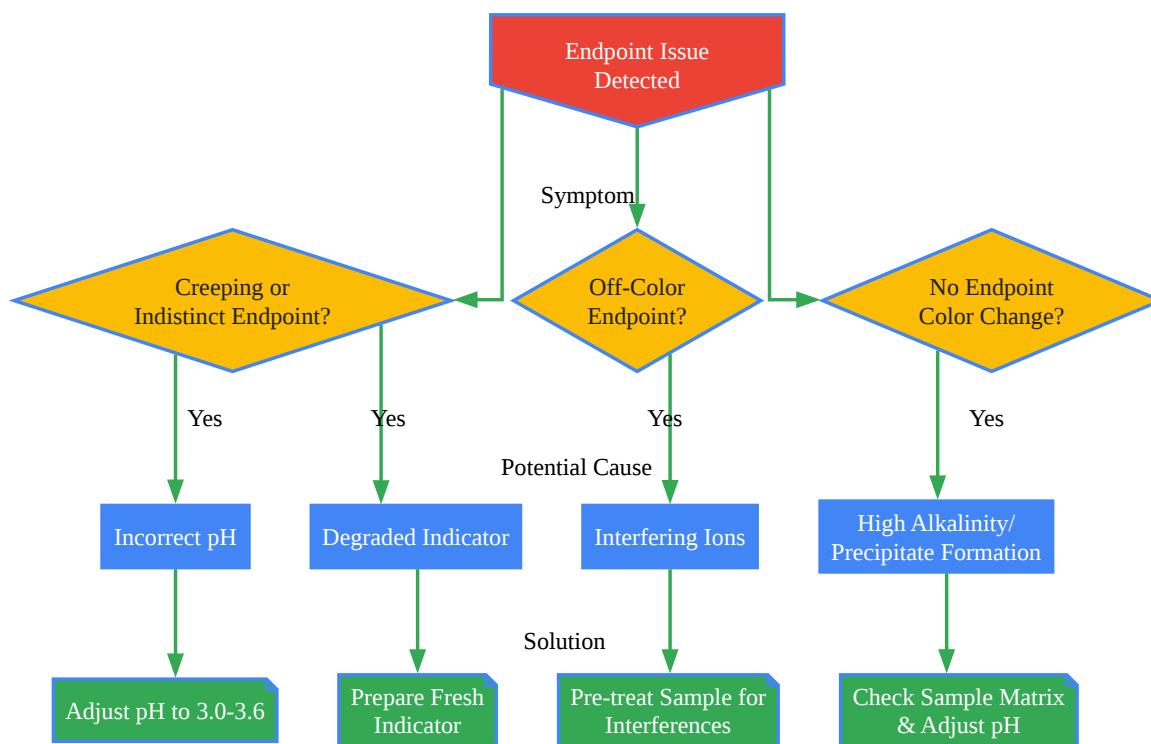 Endpoint Issue
Detected
Symptom
Creeping or
Indistinct Endpoint?
Off-Color
Endpoint?
No Endpoint
Color Change?
Yes
Yes
Yes
Yes
Potential Cause
Incorrect pH
Degraded Indicator
Interfering Ions
High Alkalinity/
Precipitate Formation
Solution
Adjust pH to 3.0-3.6
Prepare Fresh
Indicator
Pre-treat Sample for
Interferences
Check Sample Matrix
& Adjust pH